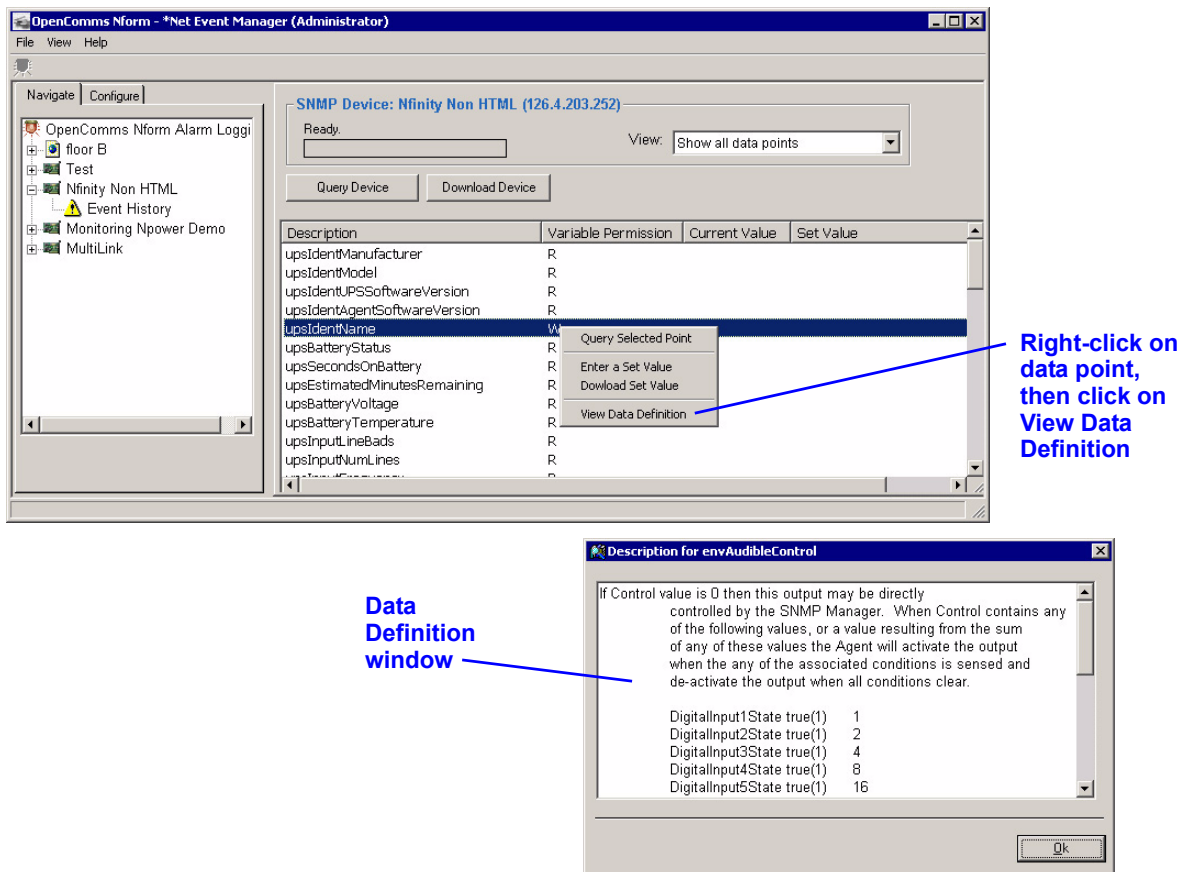 OpenComms Nform - *Net Event Manager (Administrator)
File View Help
Navigate Configure
OpenComms Nform Alarm Loggi
floor B
Test
Nfinity Non HTML
Event History
Monitoring Npower Demo
MultiLink
SNMP Device: Nfinity Non HTML (126.4.203.252)
Ready.
View: Show all data points
Query Device Download Device
Description Variable Permission Current Value Set Value
upsIdentManufacturer R
upsIdentModel R
upsIdentUPSSoftwareVersion R
upsIdentAgentSoftwareVersion R
upsIdentName W
upsBatteryStatus R
upsSecondsOnBattery R
upsEstimatedMinutesRemaining R
upsBatteryVoltage R
upsBatteryTemperature R
upsInputLineBads R
upsInputNumLines R
Query Selected Point
Enter a Set Value
Dowload Set Value
View Data Definition
Right-click on
data point,
then click on
View Data
Definition
Data
Definition
window
Description for envAudibleControl
If Control value is 0 then this output may be directly
controlled by the SNMP Manager. When Control contains any
of the following values, or a value resulting from the sum
of any of these values the Agent will activate the output
when the any of the associated conditions is sensed and
de-activate the output when all conditions clear.
DigitalInput1State true(1) 1
DigitalInput2State true(1) 2
DigitalInput3State true(1) 4
DigitalInput4State true(1) 8
DigitalInput5State true(1) 16
Ok